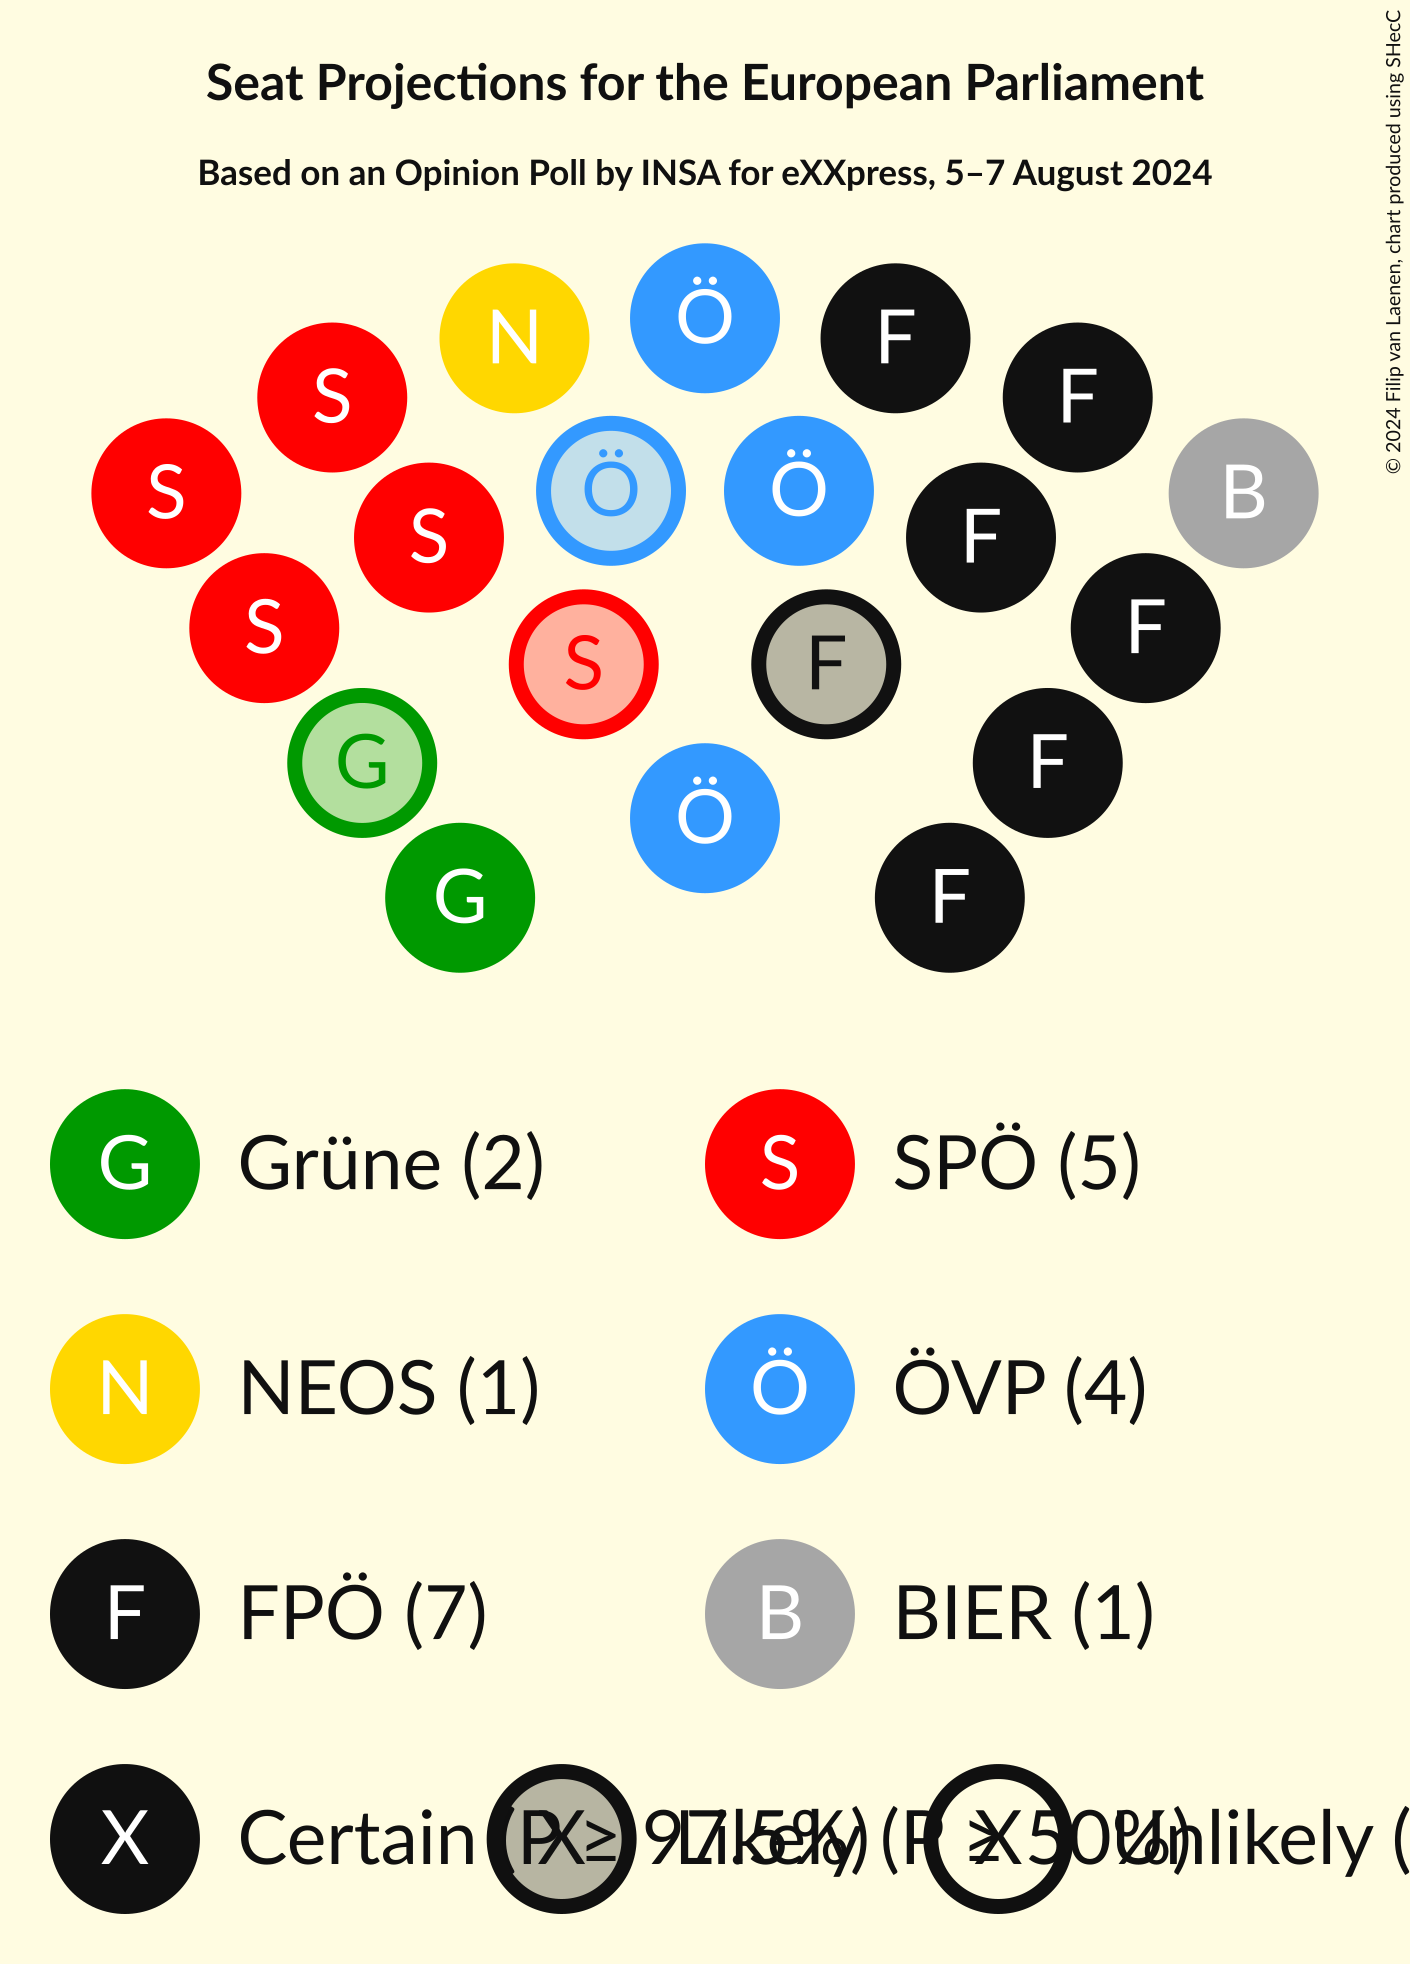 Seat Projections for the European Parliament
Based on an Opinion Poll by INSA for eXXpress, 5–7 August 2024
© 2024 Filip van Laenen, chart produced using SHecC
N Ö F
S F
S S Ö Ö F B
S S F F
G Ö F
G F
G Grüne (2)
S SPÖ (5)
N NEOS (1)
Ö ÖVP (4)
F FPÖ (7)
B BIER (1)
X Certain (P ≥ 97.5%)
X Likely (P ≥ 50%)
X Unlikely (